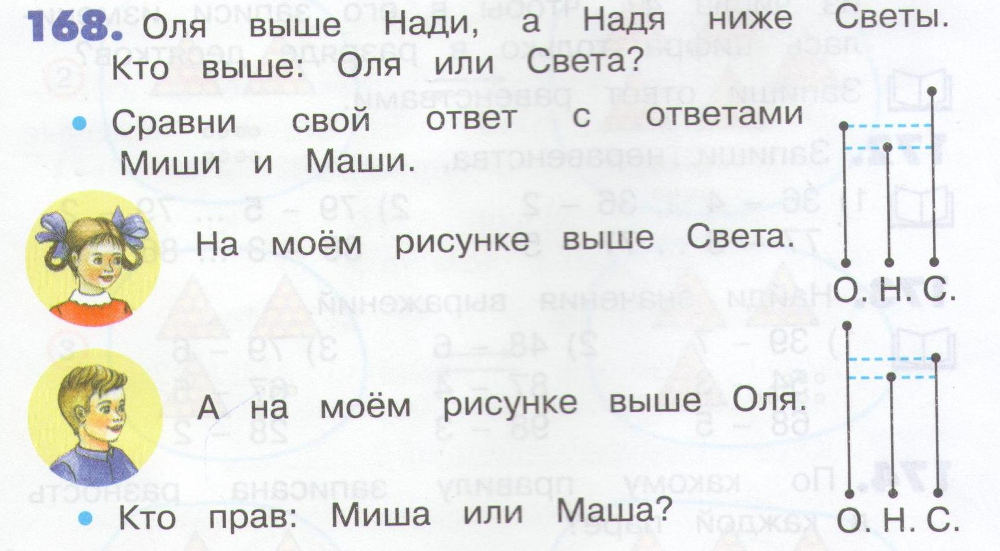 168. Оля выше Нади, а Надя ниже Светы.
Кто выше: Оля или Света?
• Сравни свой ответ с ответами
Миши и Маши.
На моём рисунке выше Света.
О. Н. С.
А на моём рисунке выше Оля.
О. Н. С.
• Кто прав: Миша или Маша?